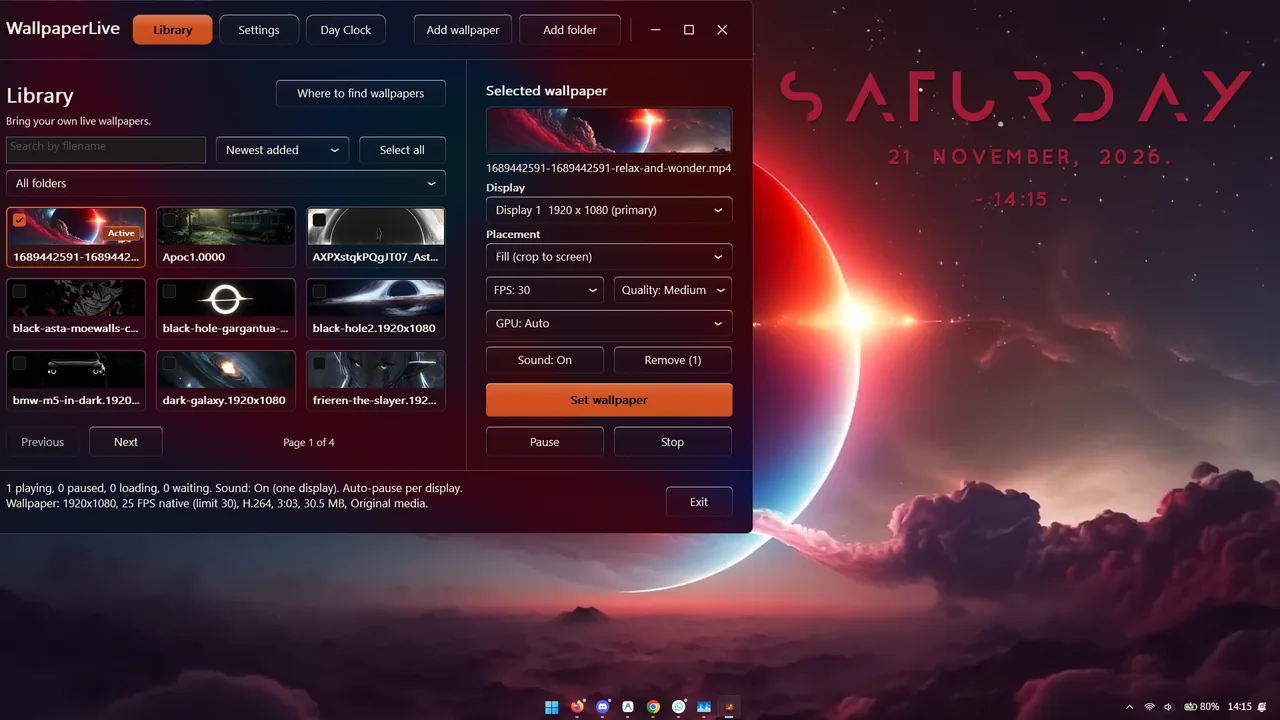 WallpaperLive
Library
Settings
Day Clock
Add wallpaper
Add folder
Library
Where to find wallpapers
Bring your own live wallpapers.
Search by filename
Newest added
Select all
All folders
Active
1689442591-1689442...
Apoc1.0000
AXPXstqkPQgJT07_Ast...
black-asta-moewalls-c...
black-hole-gargantua-...
black-hole2.1920x1080
bmw-m5-in-dark.1920...
dark-galaxy.1920x1080
frieren-the-slayer.192...
Previous
Next
Page 1 of 4
Selected wallpaper
1689442591-1689442591-relax-and-wonder.mp4
Display
Display 1 1920 x 1080 (primary)
Placement
Fill (crop to screen)
FPS: 30
Quality: Medium
GPU: Auto
Sound: On
Remove (1)
Set wallpaper
Pause
Stop
1 playing, 0 paused, 0 loading, 0 waiting. Sound: On (one display). Auto-pause per display.
Wallpaper: 1920x1080, 25 FPS native (limit 30), H.264, 3:03, 30.5 MB, Original media.
Exit
SATURDAY
21 NOVEMBER, 2026.
- 14:15 -
80%
14:15